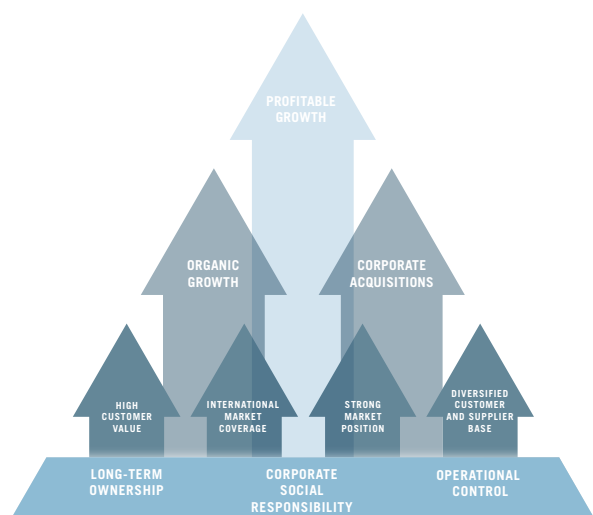 PROFITABLE
GROWTH
ORGANIC
GROWTH
CORPORATE
ACQUISITIONS
HIGH
CUSTOMER
VALUE
INTERNATIONAL
MARKET
COVERAGE
STRONG
MARKET
POSITION
DIVERSIFIED
CUSTOMER
AND SUPPLIER
BASE
LONG-TERM
OWNERSHIP
CORPORATE
SOCIAL
RESPONSIBILITY
OPERATIONAL
CONTROL